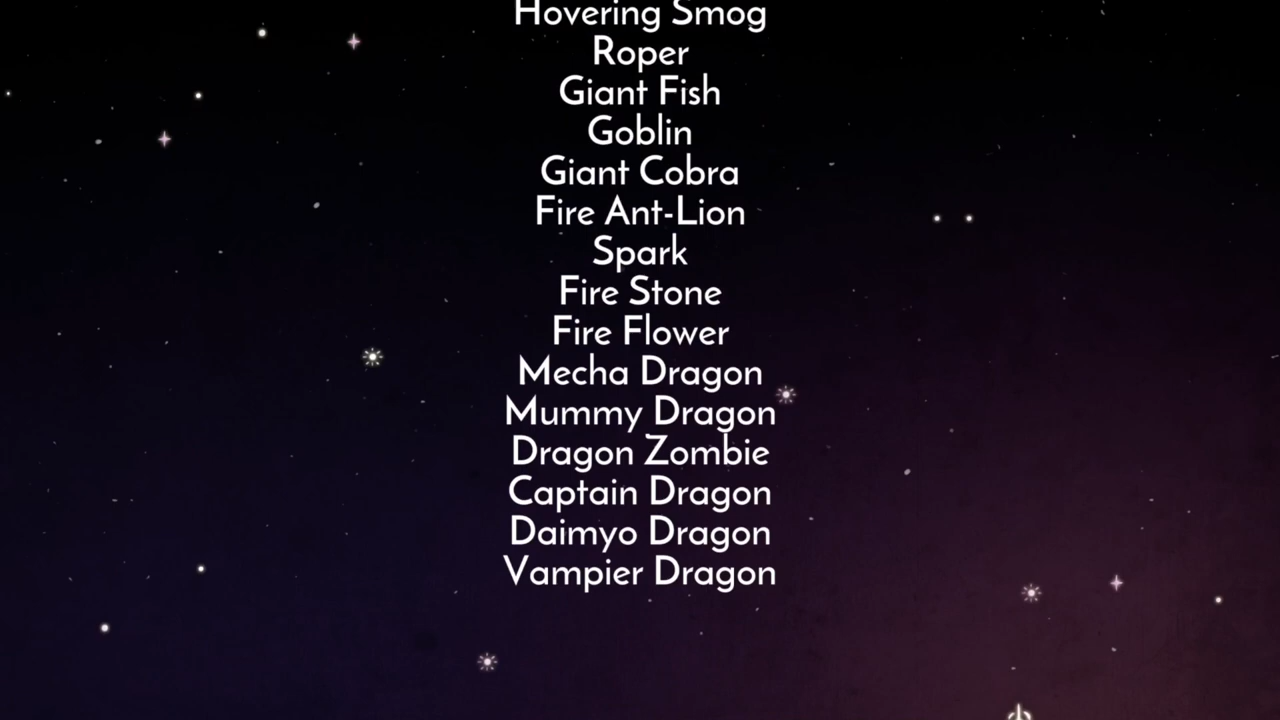 Hovering Smog
Roper
Giant Fish
Goblin
Giant Cobra
Fire Ant-Lion
Spark
Fire Stone
Fire Flower
Mecha Dragon
Mummy Dragon
Dragon Zombie
Captain Dragon
Daimyo Dragon
Vampier Dragon